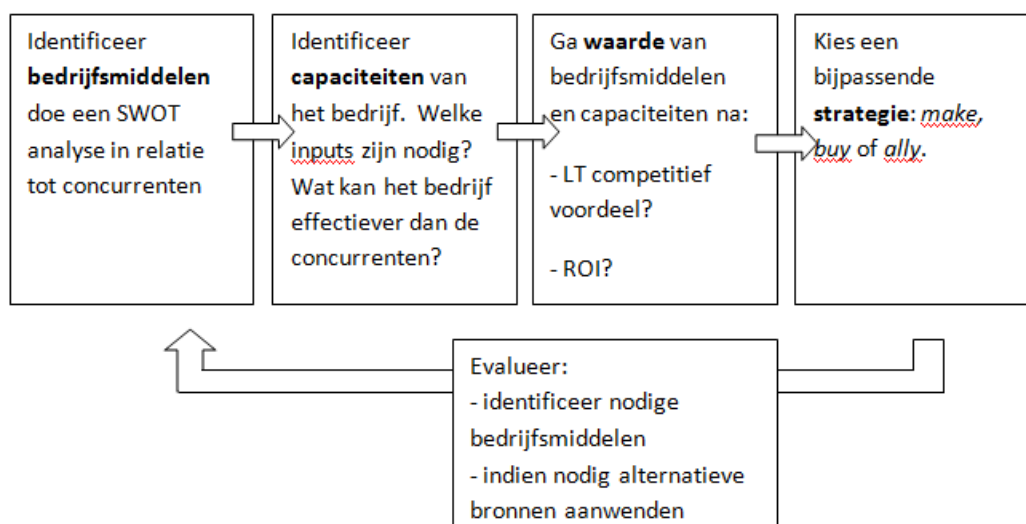 Identificeer
bedrijfsmiddelen
doe een SWOT
analyse in relatie
tot concurrenten
Identificeer
capaciteiten van
het bedrijf. Welke
inputs zijn nodig?
Wat kan het bedrijf
effectiever dan de
concurrenten?
Ga waarde van
bedrijfsmiddelen
en capaciteiten na:
- LT competitief
voordeel?
- ROI?
Kies een
bijpassende
strategie: make,
buy of ally.
Evalueer:
- identificeer nodige
bedrijfsmiddelen
- indien nodig alternatieve
bronnen aanwenden